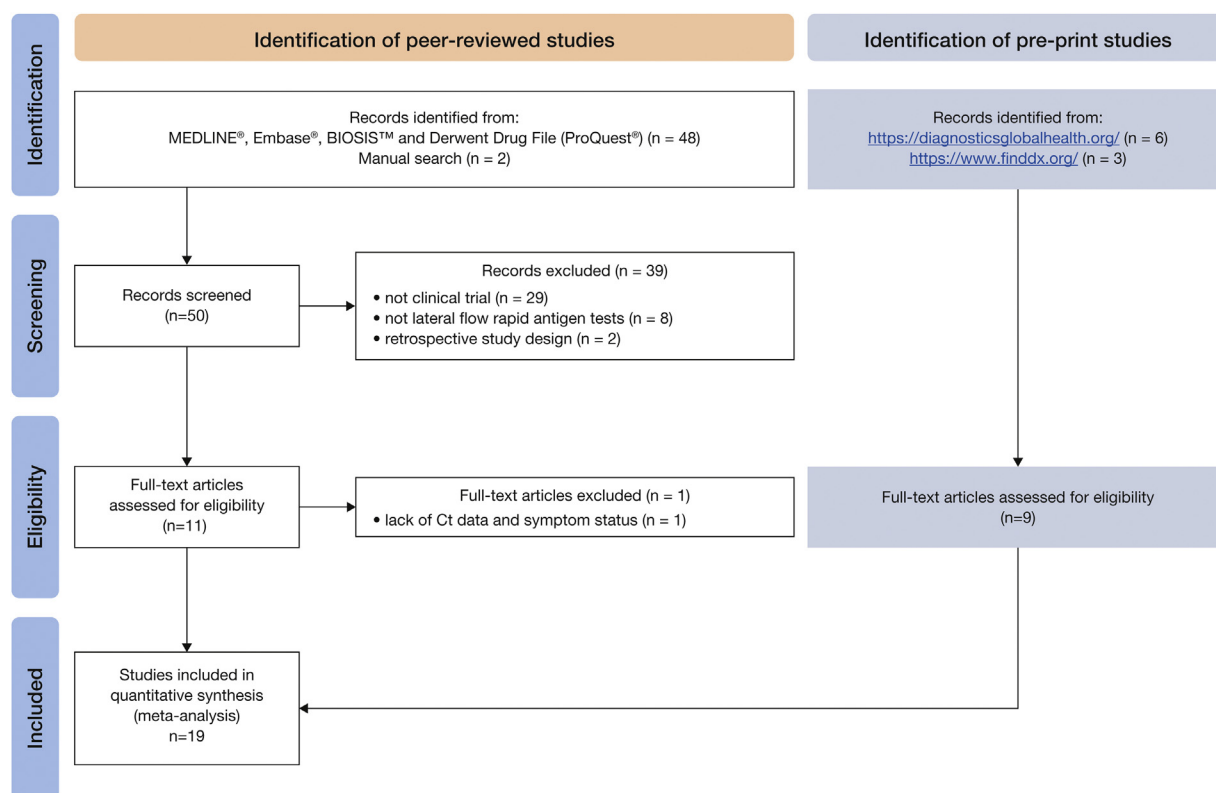 Identification
Identification of peer-reviewed studies
Identification of pre-print studies
Records identified from:
MEDLINE®, Embase®, BIOSIS™ and Derwent Drug File (ProQuest®) (n = 48)
Manual search (n = 2)
Records identified from:
https://diagnosticsglobalhealth.org/ (n = 6)
https://www.finddx.org/ (n = 3)
Screening
Records screened
(n=50)
Records excluded (n = 39)
• not clinical trial (n = 29)
• not lateral flow rapid antigen tests (n = 8)
• retrospective study design (n = 2)
Eligibility
Full-text articles
assessed for eligibility
(n=11)
Full-text articles excluded (n = 1)
• lack of Ct data and symptom status (n = 1)
Full-text articles assessed for eligibility
(n=9)
Included
Studies included in
quantitative synthesis
(meta-analysis)
n=19